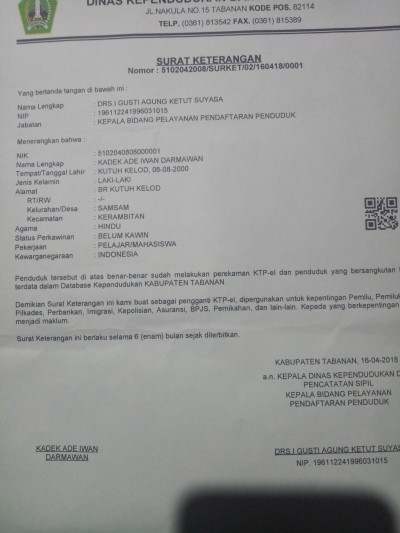 DINAS KEPENDUDUKAN DAN
JL.NAKULA NO.15 TABANAN KODE POS. 82114
TELP. (0361) 813542 FAX. (0361) 815389
SURAT KETERANGAN
Nomor : 5102042008/SURKET/02/160418/0001
Yang bertanda tangan di bawah ini :
Nama Lengkap : DRS.I GUSTI AGUNG KETUT SUYASA
NIP : 196112241996031015
Jabatan : KEPALA BIDANG PELAYANAN PENDAFTARAN PENDUDUK
Menerangkan bahwa :
NIK : 5102040808000001
Nama Lengkap : KADEK ADE IWAN DARMAWAN
Tempat/Tanggal Lahir : KUTUH KELOD, 08-08-2000
Jenis Kelamin : LAKI-LAKI
Alamat : BR KUTUH KELOD
RT/RW : -/-
Kelurahan/Desa : SAMSAM
Kecamatan : KERAMBITAN
Agama : HINDU
Status Perkawinan : BELUM KAWIN
Pekerjaan : PELAJAR/MAHASISWA
Kewarganegaraan : INDONESIA
Penduduk tersebut di atas benar-benar sudah melakukan perekaman KTP-el dan penduduk yang bersangkutan
terdata dalam Database Kependudukan KABUPATEN TABANAN.
Demikian Surat Keterangan ini kami buat sebagai pengganti KTP-el, dipergunakan untuk kepentingan Pemilu,
Pilkades, Perbankan, Imigrasi, Kepolisian, Asuransi, BPJS, Pernikahan, dan lain-lain. Kepada yang berkepentingan
menjadi maklum.
Surat Keterangan ini berlaku selama 6 (enam) bulan sejak diterbitkan.
KABUPATEN TABANAN, 16-04-2018
a.n. KEPALA DINAS KEPENDUDUKAN
PENCATATAN SIPIL
KEPALA BIDANG PELAYANAN
PENDAFTARAN PENDUDUK
KADEK ADE IWAN
DARMAWAN
DRS.I GUSTI AGUNG KETUT SUYASA
NIP. 196112241996031015